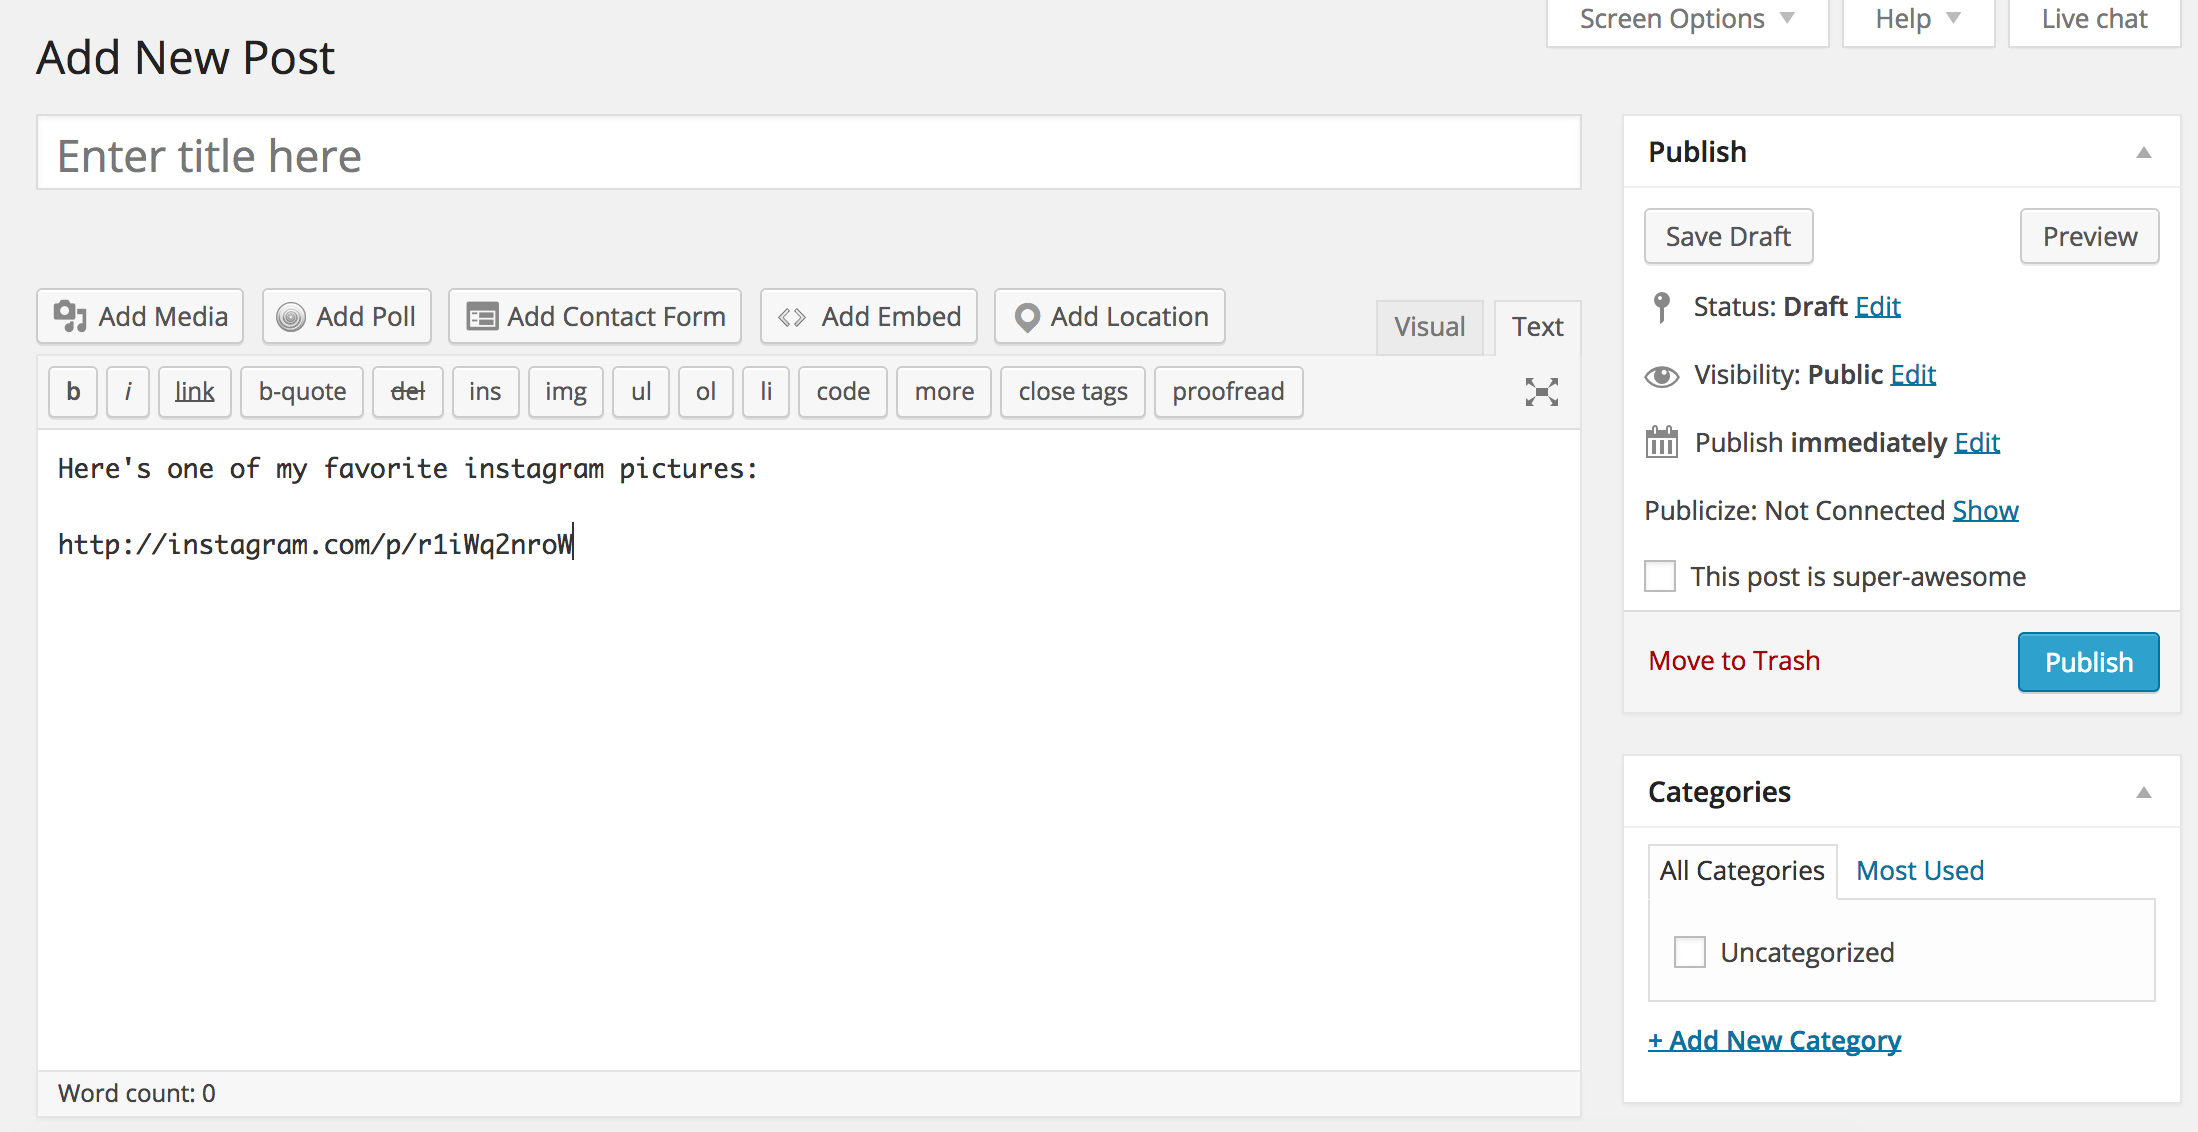 Screen Options Help Live chat
Add New Post
Enter title here
Add Media Add Poll Add Contact Form Add Embed Add Location Visual Text
b i link b-quote del ins img ul ol li code more close tags proofread
Here's one of my favorite instagram pictures:
http://instagram.com/p/r1iWq2nroW
Word count: 0
Publish
Save Draft Preview
Status: Draft Edit
Visibility: Public Edit
Publish immediately Edit
Publicize: Not Connected Show
This post is super-awesome
Move to Trash Publish
Categories
All Categories Most Used
Uncategorized
+ Add New Category